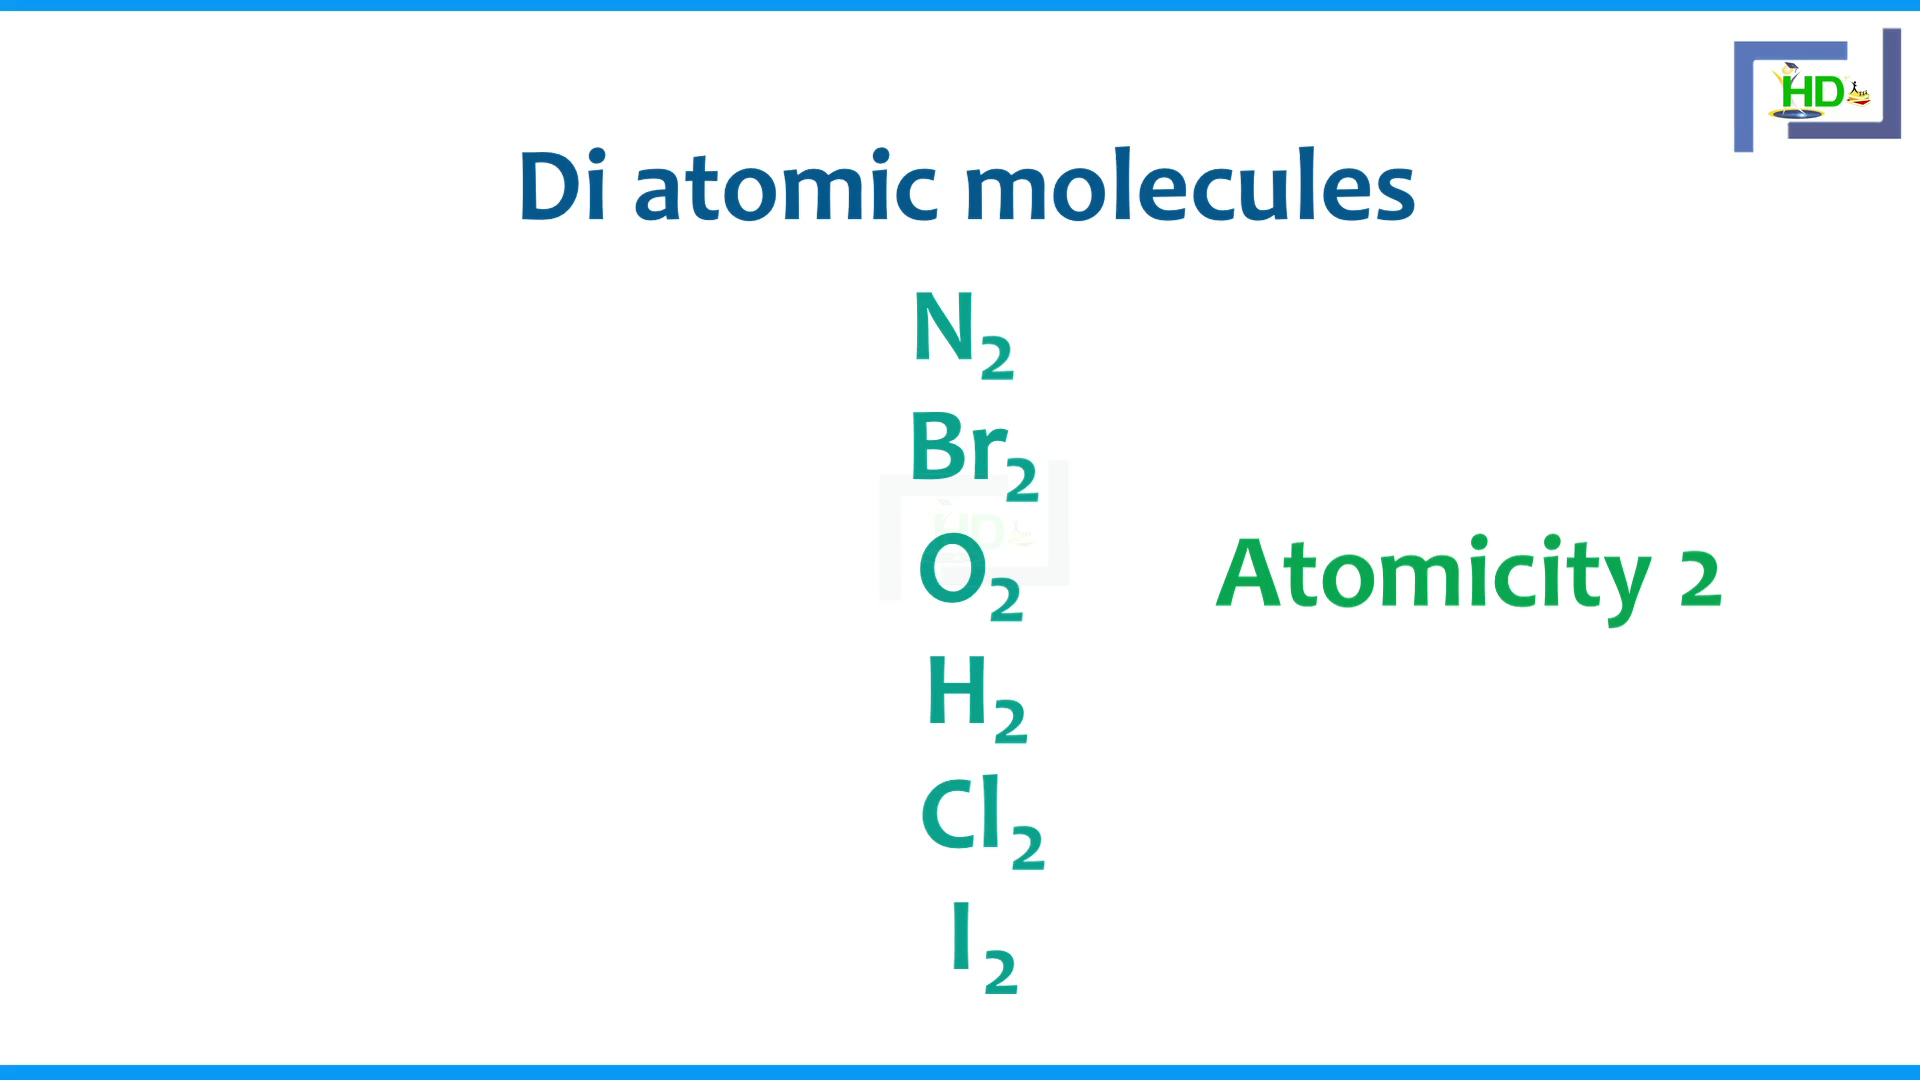 HD
Di atomic molecules
N₂
Br₂
O₂
Atomicity 2
H₂
Cl₂
I₂